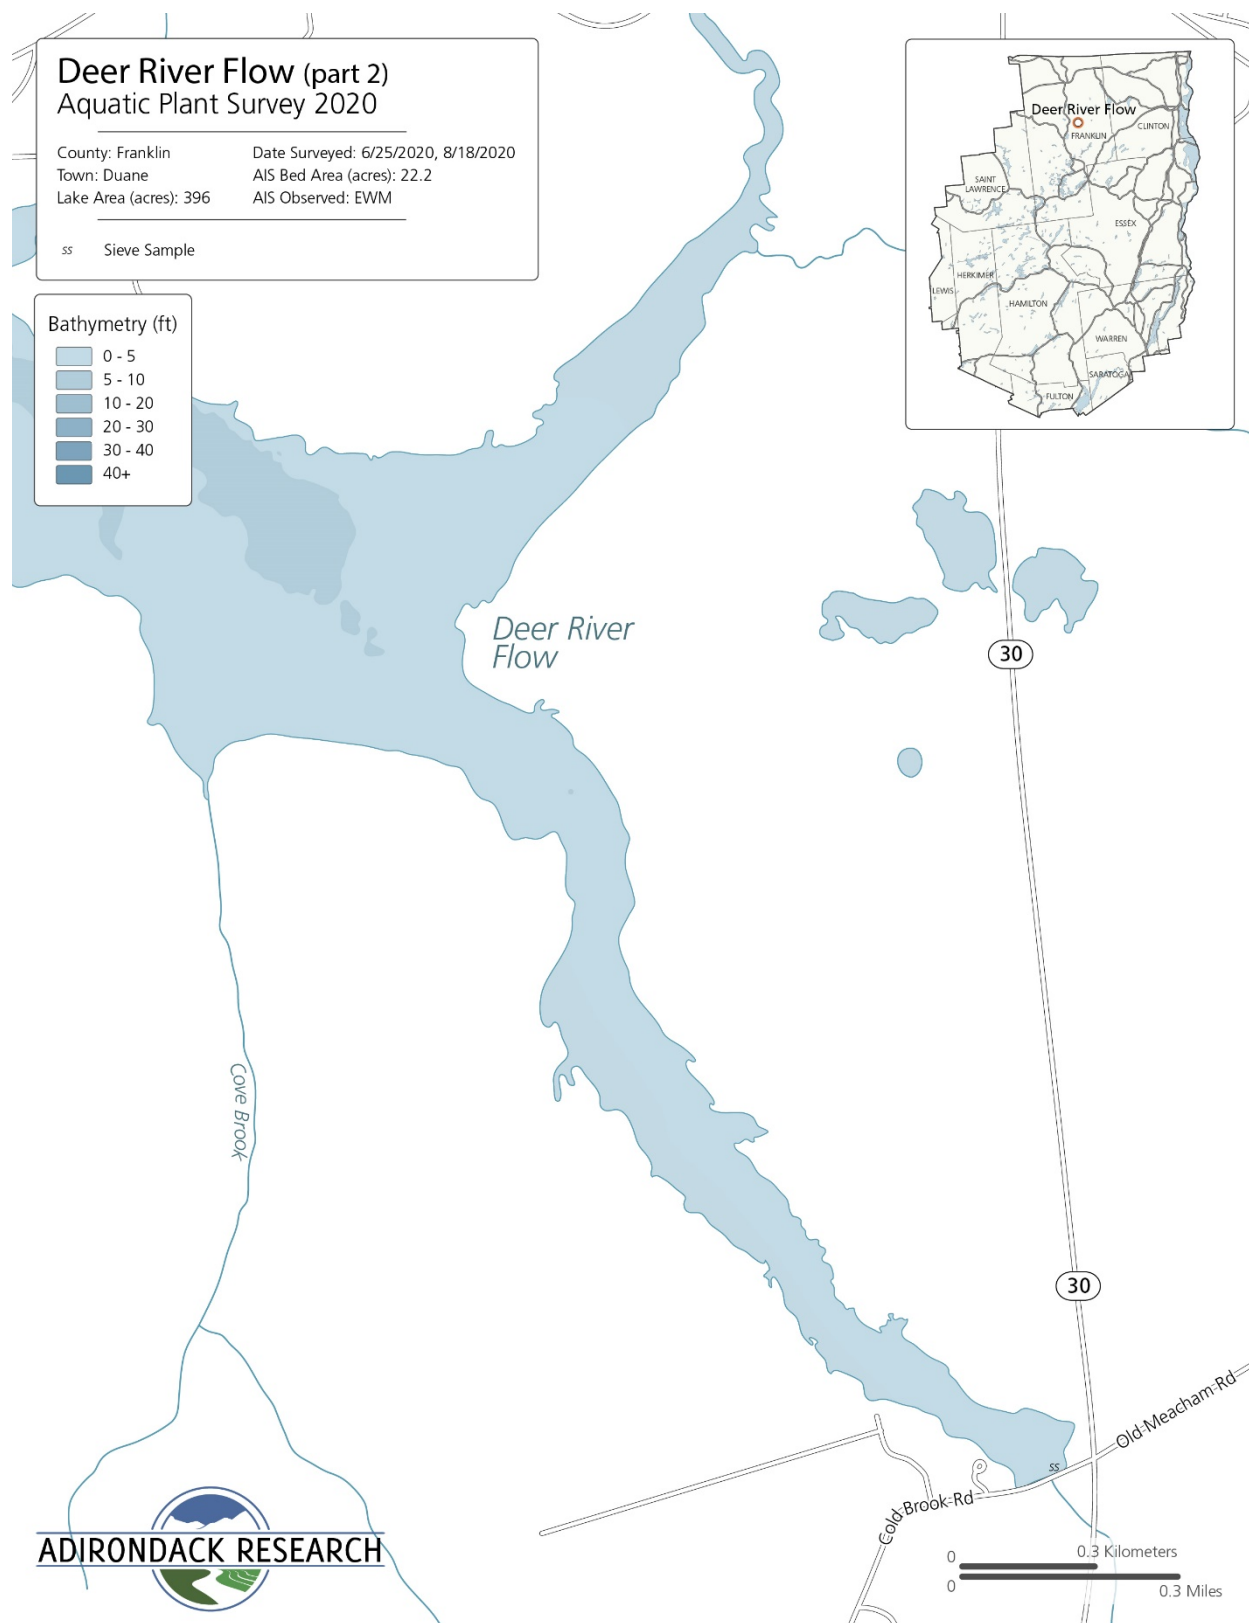 Deer River Flow (part 2)
Aquatic Plant Survey 2020
County: Franklin
Date Surveyed: 6/25/2020, 8/18/2020
Town: Duane
AIS Bed Area (acres): 22.2
Lake Area (acres): 396
AIS Observed: EWM
ss Sieve Sample
Bathymetry (ft)
0 - 5
5 - 10
10 - 20
20 - 30
30 - 40
40+
Deer River Flow
FRANKLIN
CLINTON
SAINT
LAWRENCE
ESSEX
HERKIMER
LEWIS
HAMILTON
WARREN
SARATOGA
FULTON
Deer River
Flow
30
Cove Brook
30
Old Meacham Rd
ss
Cold Brook Rd
ADIRONDACK RESEARCH
0 0.3 Kilometers
0 0.3 Miles